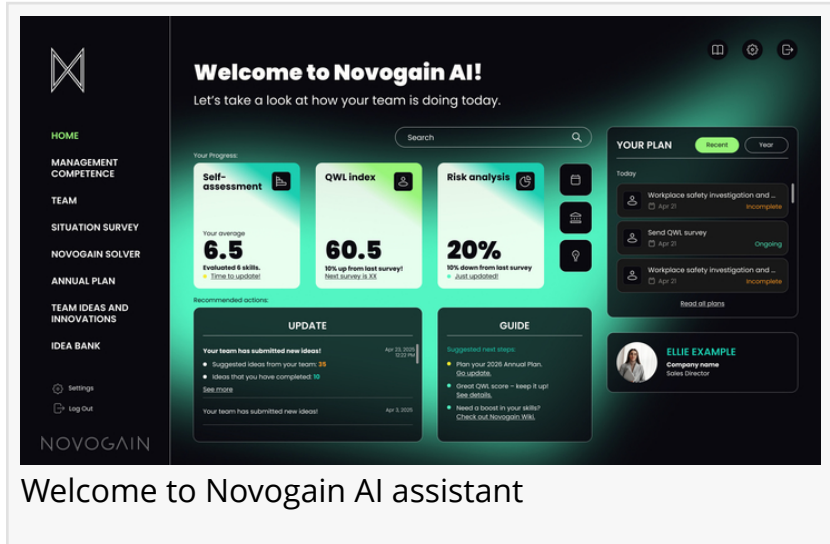 Welcome to Novogain AI!
Let's take a look at how your team is doing today.
HOME
MANAGEMENT
COMPETENCE
TEAM
SITUATION SURVEY
NOVOGAIN SOLVER
ANNUAL PLAN
TEAM IDEAS AND
INNOVATIONS
IDEA BANK
Settings
Log Out
NOVOGAIN
Search
Your Progress:
Self-
assessment
Your average
6.5
Evaluated 6 skills.
Time to update!
QWL index
60.5
10% up from last survey!
Next survey is XX
Risk analysis
20%
10% down from last survey
Just updated!
Recommended actions:
UPDATE
Your team has submitted new ideas!
Apr 23, 2025
12:22 PM
Suggested ideas from your team: 35
Ideas that you have completed: 10
See more
Your team has submitted new ideas!
Apr 3, 2025
GUIDE
Suggested next steps:
Plan your 2026 Annual Plan.
Go update.
Great QWL score – keep it up!
See details.
Need a boost in your skills?
Check out Novogain Wiki.
YOUR PLAN
Recent
Year
Today
Workplace safety investigation and ...
Apr 21
Incomplete
Send QWL survey
Apr 21
Ongoing
Workplace safety investigation and ...
Apr 21
Incomplete
Read all plans
ELLIE EXAMPLE
Company name
Sales Director
Welcome to Novogain AI assistant